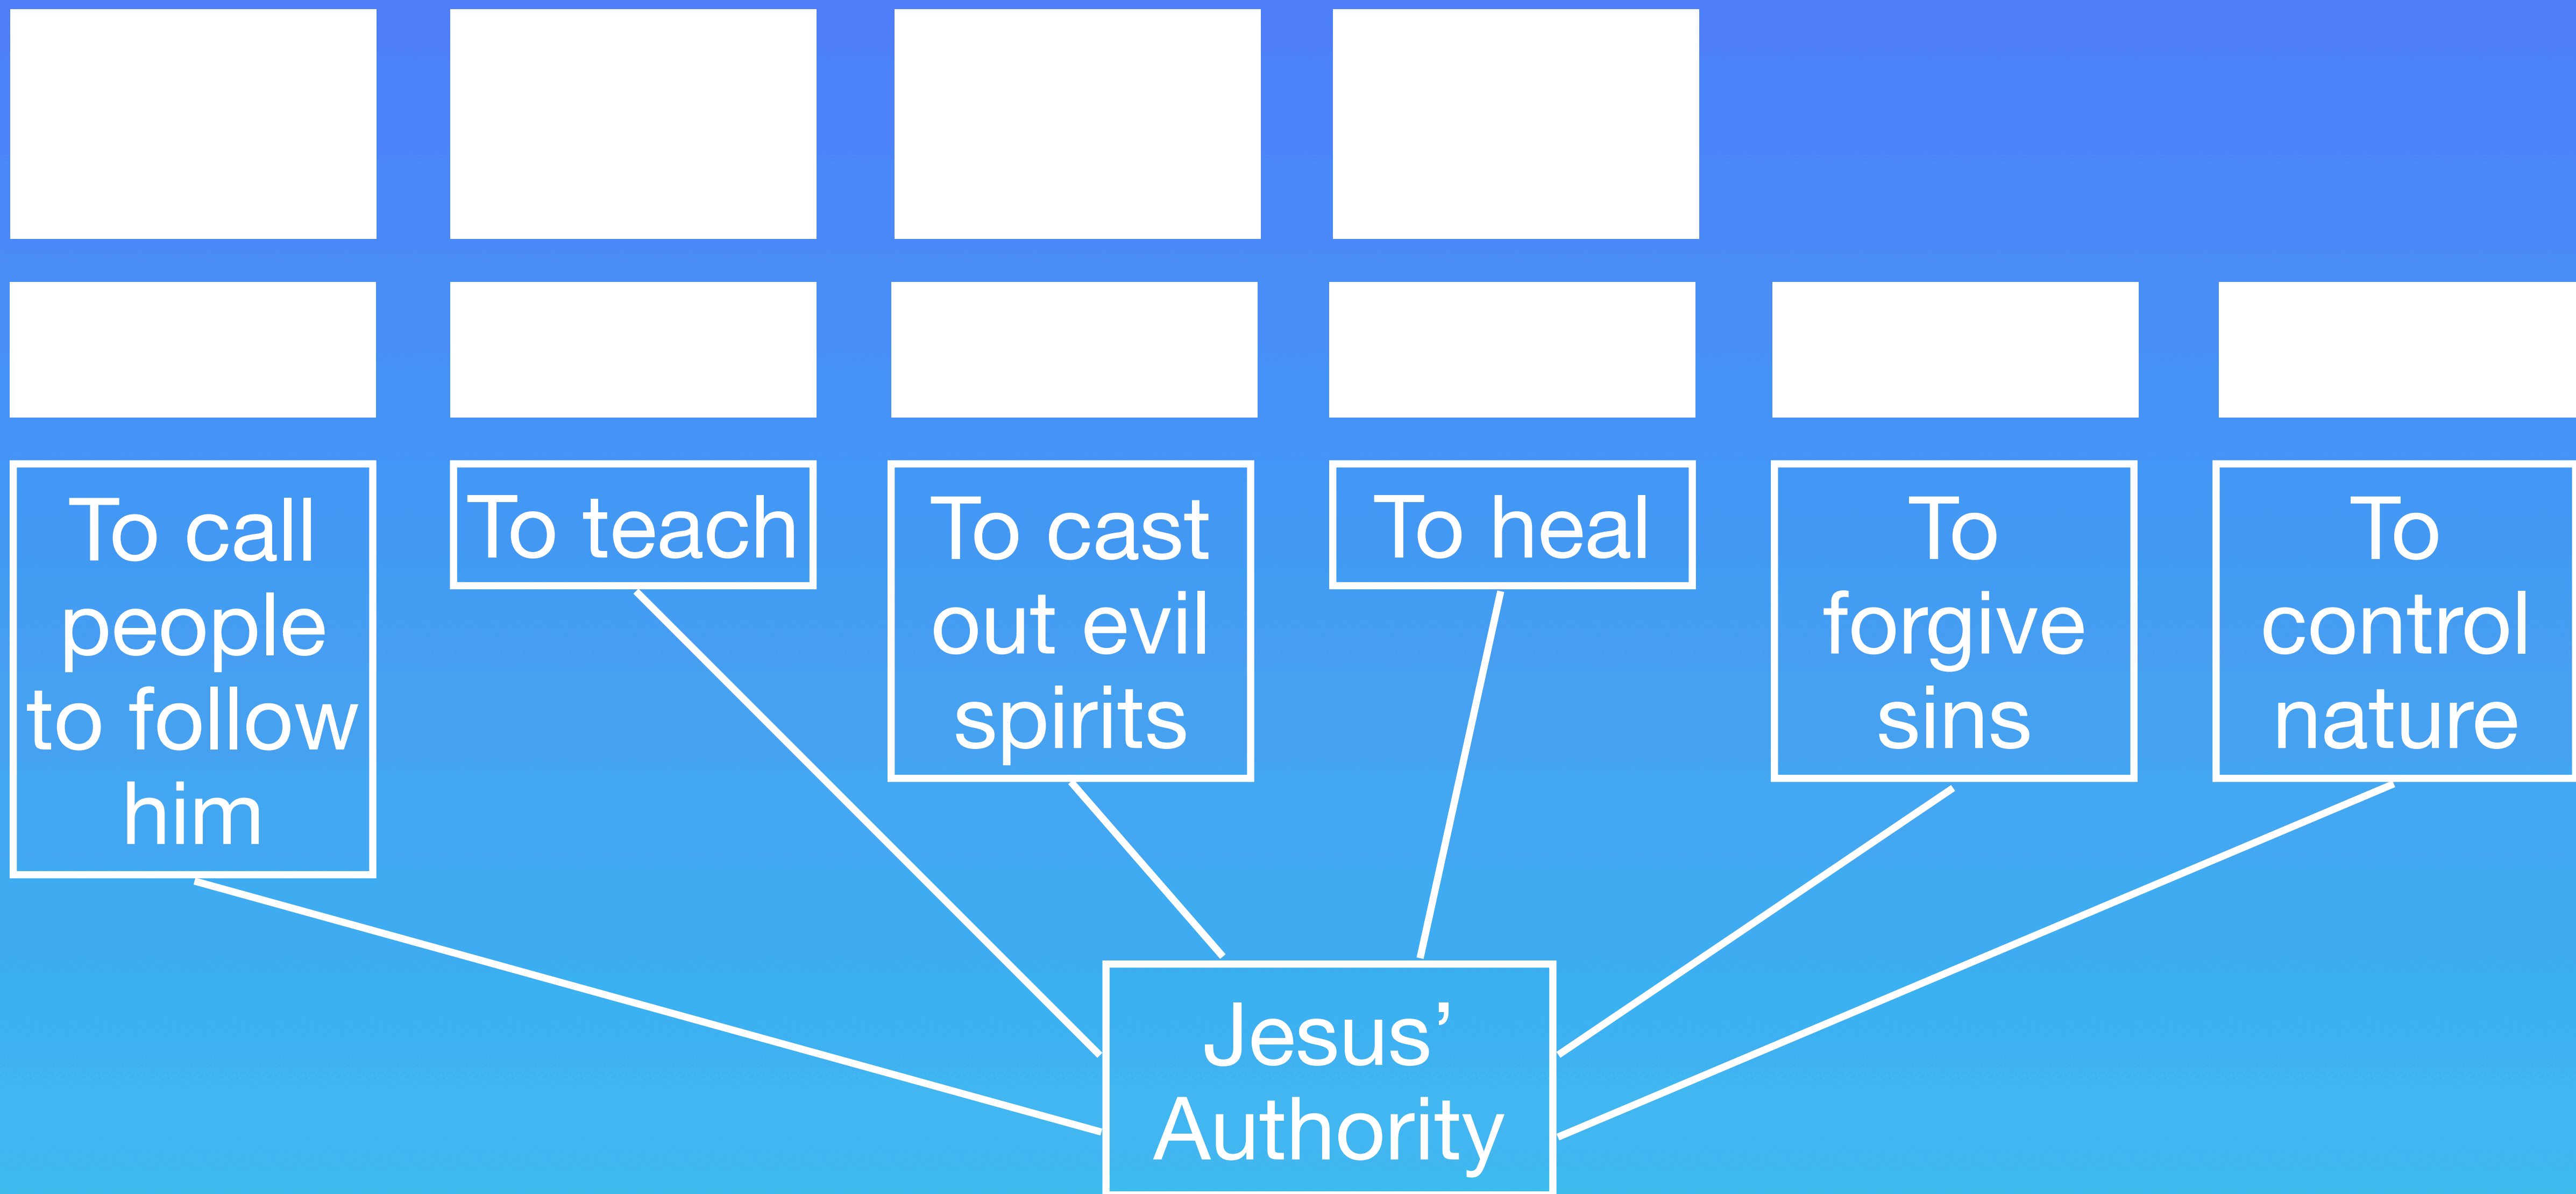 To call
people
to follow
him
To teach
To cast
out evil
spirits
To heal
To
forgive
sins
To
control
nature
Jesus’
Authority